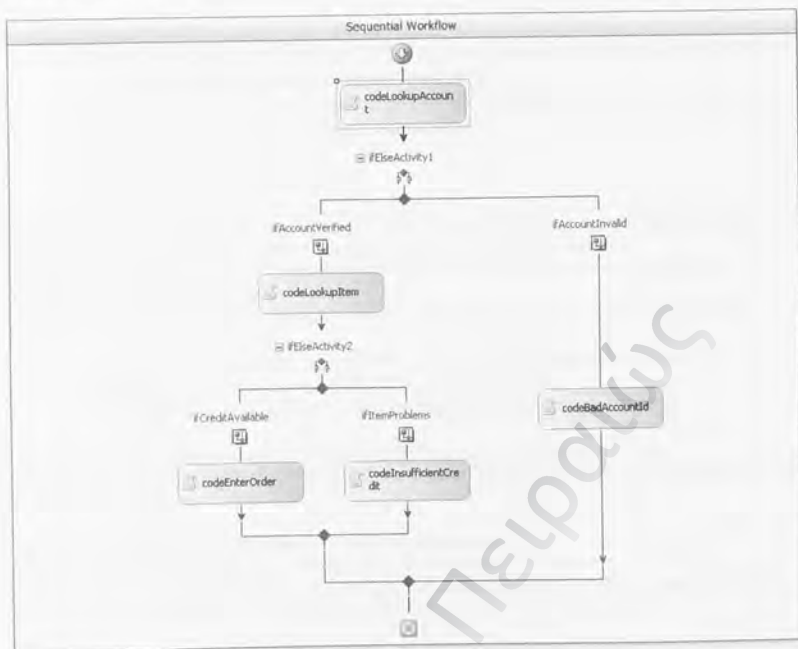 Sequential Workflow
codeLookupAccoun
t
ifElseActivity1
ifAccountVerified
ifAccountInvalid
codeLookupItem
ifElseActivity2
ifCreditAvailable
ifItemProblems
codeBadAccountId
codeEnterOrder
codeInsufficientCre
dit
Πειραιώς